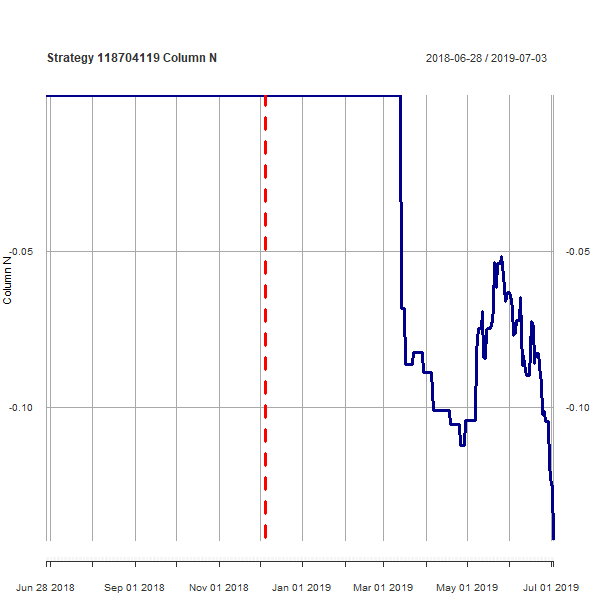 Strategy 118704119 Column N
2018-06-28 / 2019-07-03
-0.05
-0.05
Column N
-0.10
-0.10
Jun 28 2018
Sep 01 2018
Nov 01 2018
Jan 01 2019
Mar 01 2019
May 01 2019
Jul 01 2019